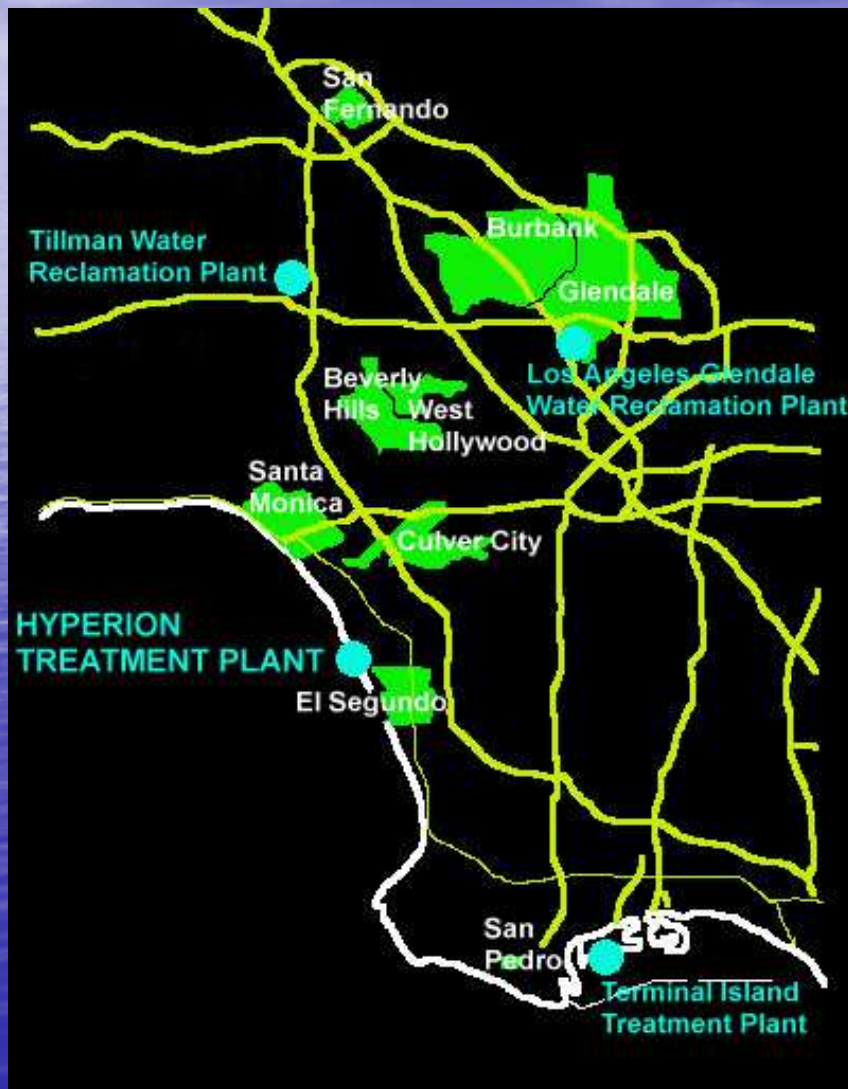 San
Fernando
Burbank
Tillman Water
Reclamation Plant
Glendale
Beverly
Hills
West
Hollywood
Los Angeles-Glendale
Water Reclamation Plant
Santa
Monica
Culver City
HYPERION
TREATMENT PLANT
El Segundo
San
Pedro
Terminal Island
Treatment Plant